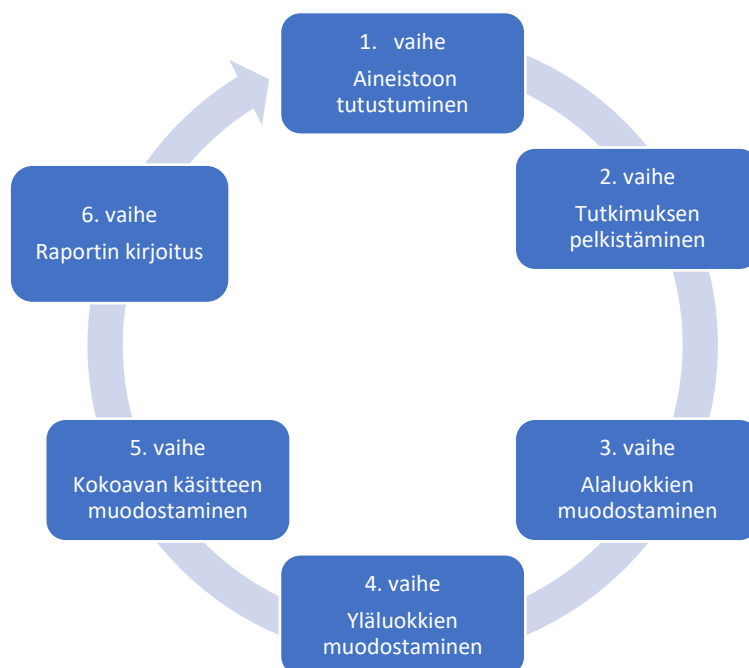 1. vaihe
Aineistoon
tutustuminen
2. vaihe
Tutkimuksen
pelkistäminen
3. vaihe
Alaluokkien
muodostaminen
4. vaihe
Yläluokkien
muodostaminen
5. vaihe
Kokoavan käsitteen
muodostaminen
6. vaihe
Raportin kirjoitus